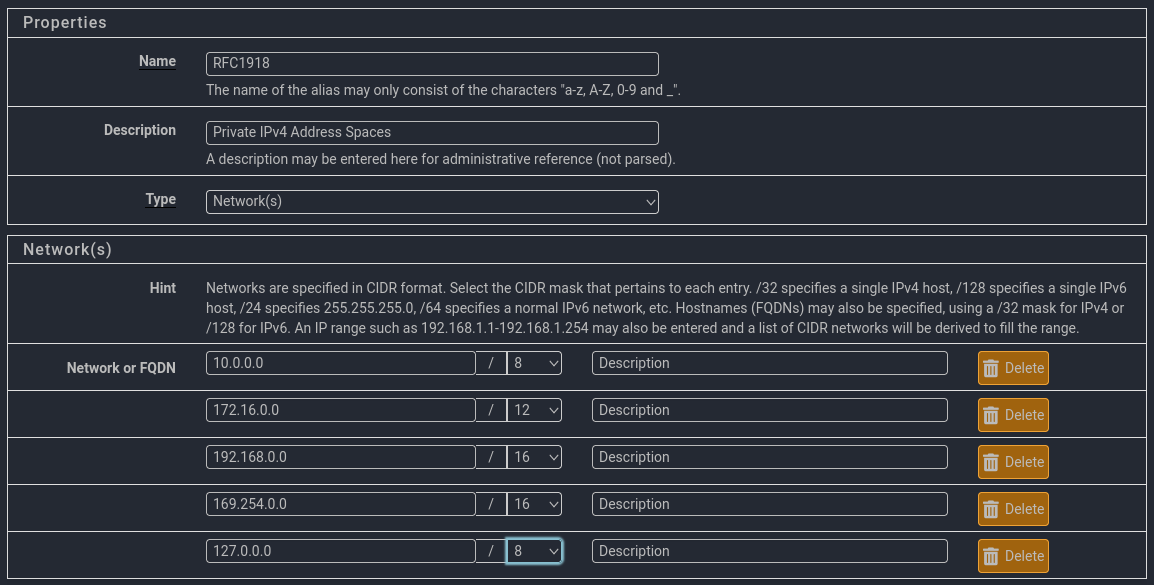 Properties
Name
RFC1918
The name of the alias may only consist of the characters "a-z, A-Z, 0-9 and _".
Description
Private IPv4 Address Spaces
A description may be entered here for administrative reference (not parsed).
Type
Network(s)
Network(s)
Hint
Networks are specified in CIDR format. Select the CIDR mask that pertains to each entry. /32 specifies a single IPv4 host, /128 specifies a single IPv6
host, /24 specifies 255.255.255.0, /64 specifies a normal IPv6 network, etc. Hostnames (FQDNs) may also be specified, using a /32 mask for IPv4 or
/128 for IPv6. An IP range such as 192.168.1.1-192.168.1.254 may also be entered and a list of CIDR networks will be derived to fill the range.
Network or FQDN 10.0.0.0 / 8 Description Delete
172.16.0.0 / 12 Description Delete
192.168.0.0 / 16 Description Delete
169.254.0.0 / 16 Description Delete
127.0.0.0 / 8 Description Delete